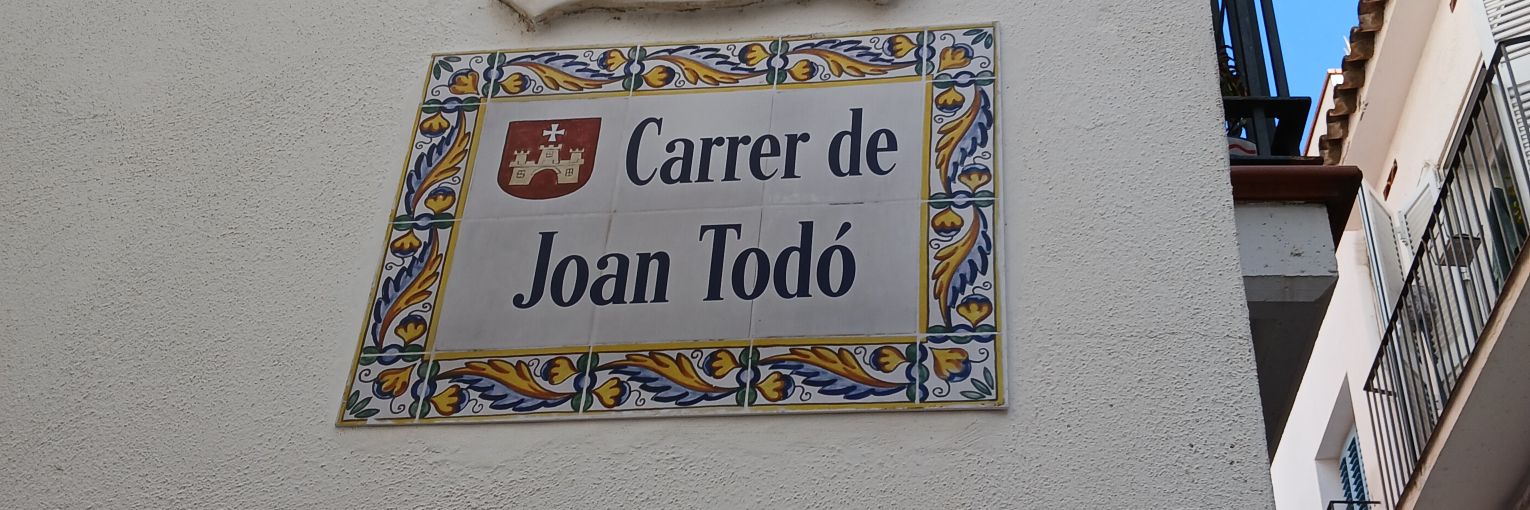 Carrer de
Joan Todó